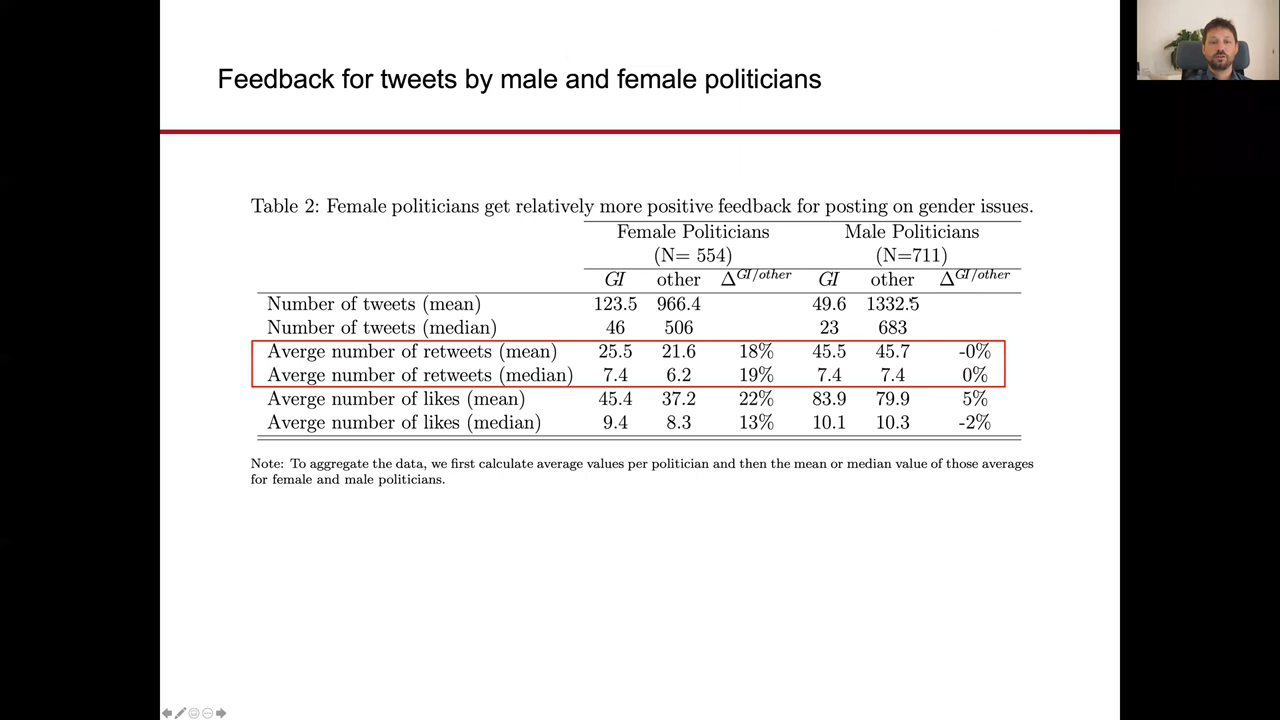 Feedback for tweets by male and female politicians
Table 2: Female politicians get relatively more positive feedback for posting on gender issues.
Female Politicians Male Politicians
(N= 554) (N=711)
GI other Δ^GI/other GI other Δ^GI/other
Number of tweets (mean) 123.5 966.4 49.6 1332.5
Number of tweets (median) 46 506 23 683
Averge number of retweets (mean) 25.5 21.6 18% 45.5 45.7 -0%
Averge number of retweets (median) 7.4 6.2 19% 7.4 7.4 0%
Averge number of likes (mean) 45.4 37.2 22% 83.9 79.9 5%
Averge number of likes (median) 9.4 8.3 13% 10.1 10.3 -2%
Note: To aggregate the data, we first calculate average values per politician and then the mean or median value of those averages
for female and male politicians.